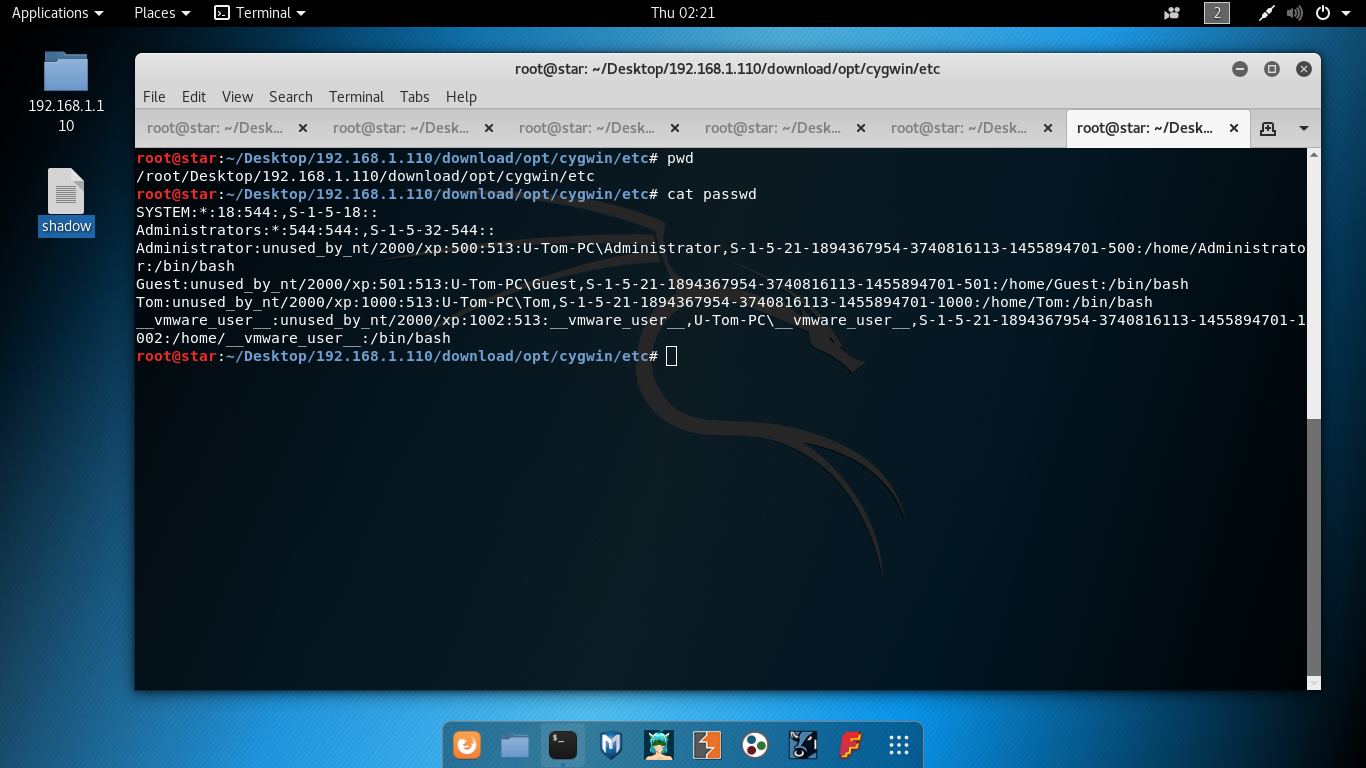 Applications Places Terminal Thu 02:21 2
192.168.1.1
10
shadow
root@star: ~/Desktop/192.168.1.110/download/opt/cygwin/etc
File Edit View Search Terminal Tabs Help
root@star: ~/Desk... root@star: ~/Desk... root@star: ~/Desk... root@star: ~/Desk... root@star: ~/Desk... root@star: ~/Desk...
root@star:~/Desktop/192.168.1.110/download/opt/cygwin/etc# pwd
/root/Desktop/192.168.1.110/download/opt/cygwin/etc
root@star:~/Desktop/192.168.1.110/download/opt/cygwin/etc# cat passwd
SYSTEM:*:18:544:,S-1-5-18::
Administrators:*:544:544:,S-1-5-32-544::
Administrator:unused_by_nt/2000/xp:500:513:U-Tom-PC\Administrator,S-1-5-21-1894367954-3740816113-1455894701-500:/home/Administrato
r:/bin/bash
Guest:unused_by_nt/2000/xp:501:513:U-Tom-PC\Guest,S-1-5-21-1894367954-3740816113-1455894701-501:/home/Guest:/bin/bash
Tom:unused_by_nt/2000/xp:1000:513:U-Tom-PC\Tom,S-1-5-21-1894367954-3740816113-1455894701-1000:/home/Tom:/bin/bash
__vmware_user__:unused_by_nt/2000/xp:1002:513:__vmware_user__,U-Tom-PC\__vmware_user__,S-1-5-21-1894367954-3740816113-1455894701-1
002:/home/__vmware_user__:/bin/bash
root@star:~/Desktop/192.168.1.110/download/opt/cygwin/etc#